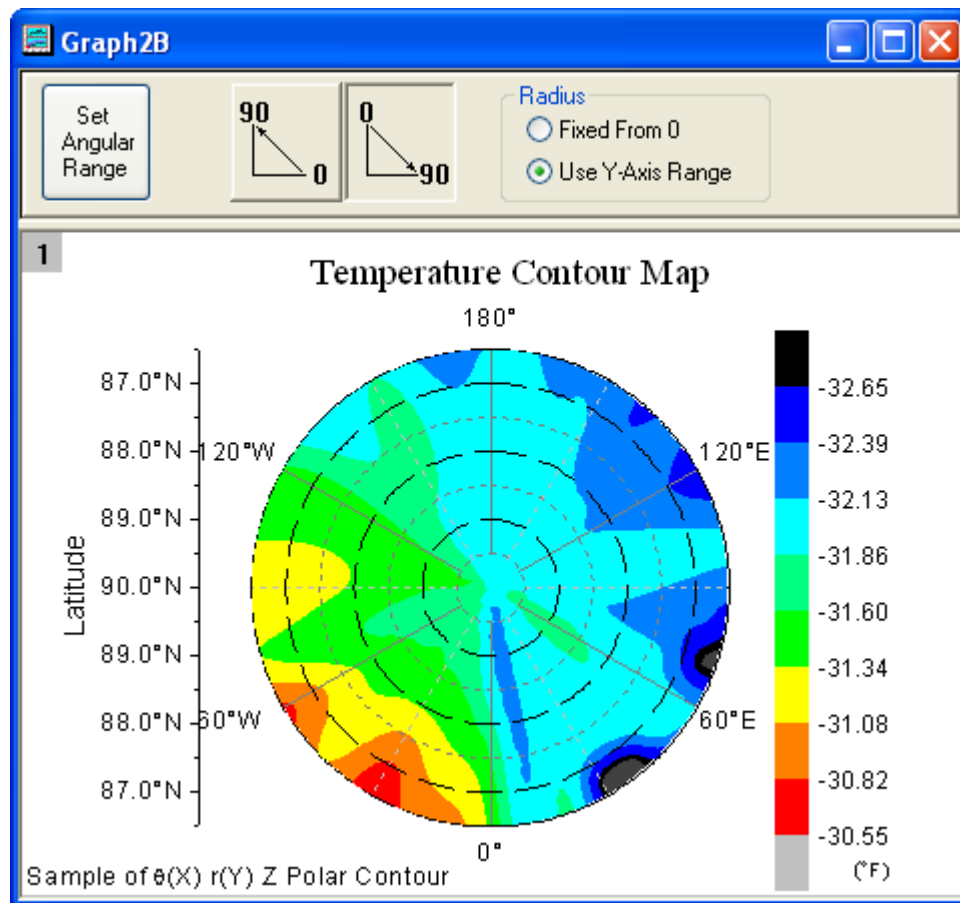 Graph2B
Set
Angular
Range
90
0
0
90
Radius
Fixed From 0
Use Y-Axis Range
1
Temperature Contour Map
180°
87.0°N
88.0°N
120°W
120°E
89.0°N
90.0°N
89.0°N
88.0°N
60°W
60°E
87.0°N
0°
Latitude
-32.65
-32.39
-32.13
-31.86
-31.60
-31.34
-31.08
-30.82
-30.55
(°F)
Sample of θ(X) r(Y) Z Polar Contour